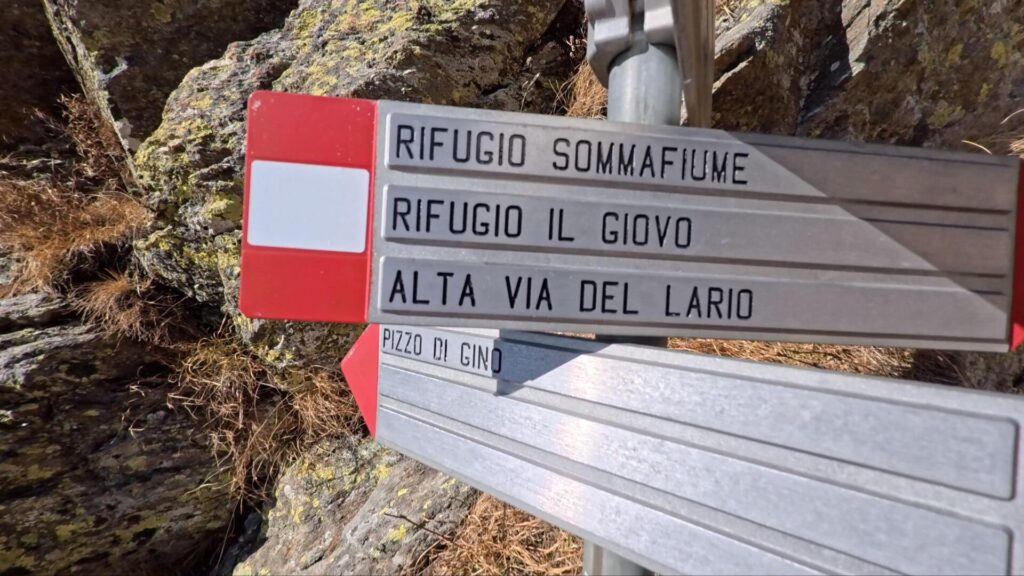 RIFUGIO SOMMAFIUME
RIFUGIO IL GIOVO
ALTA VIA DEL LARIO
PIZZO DI GINO